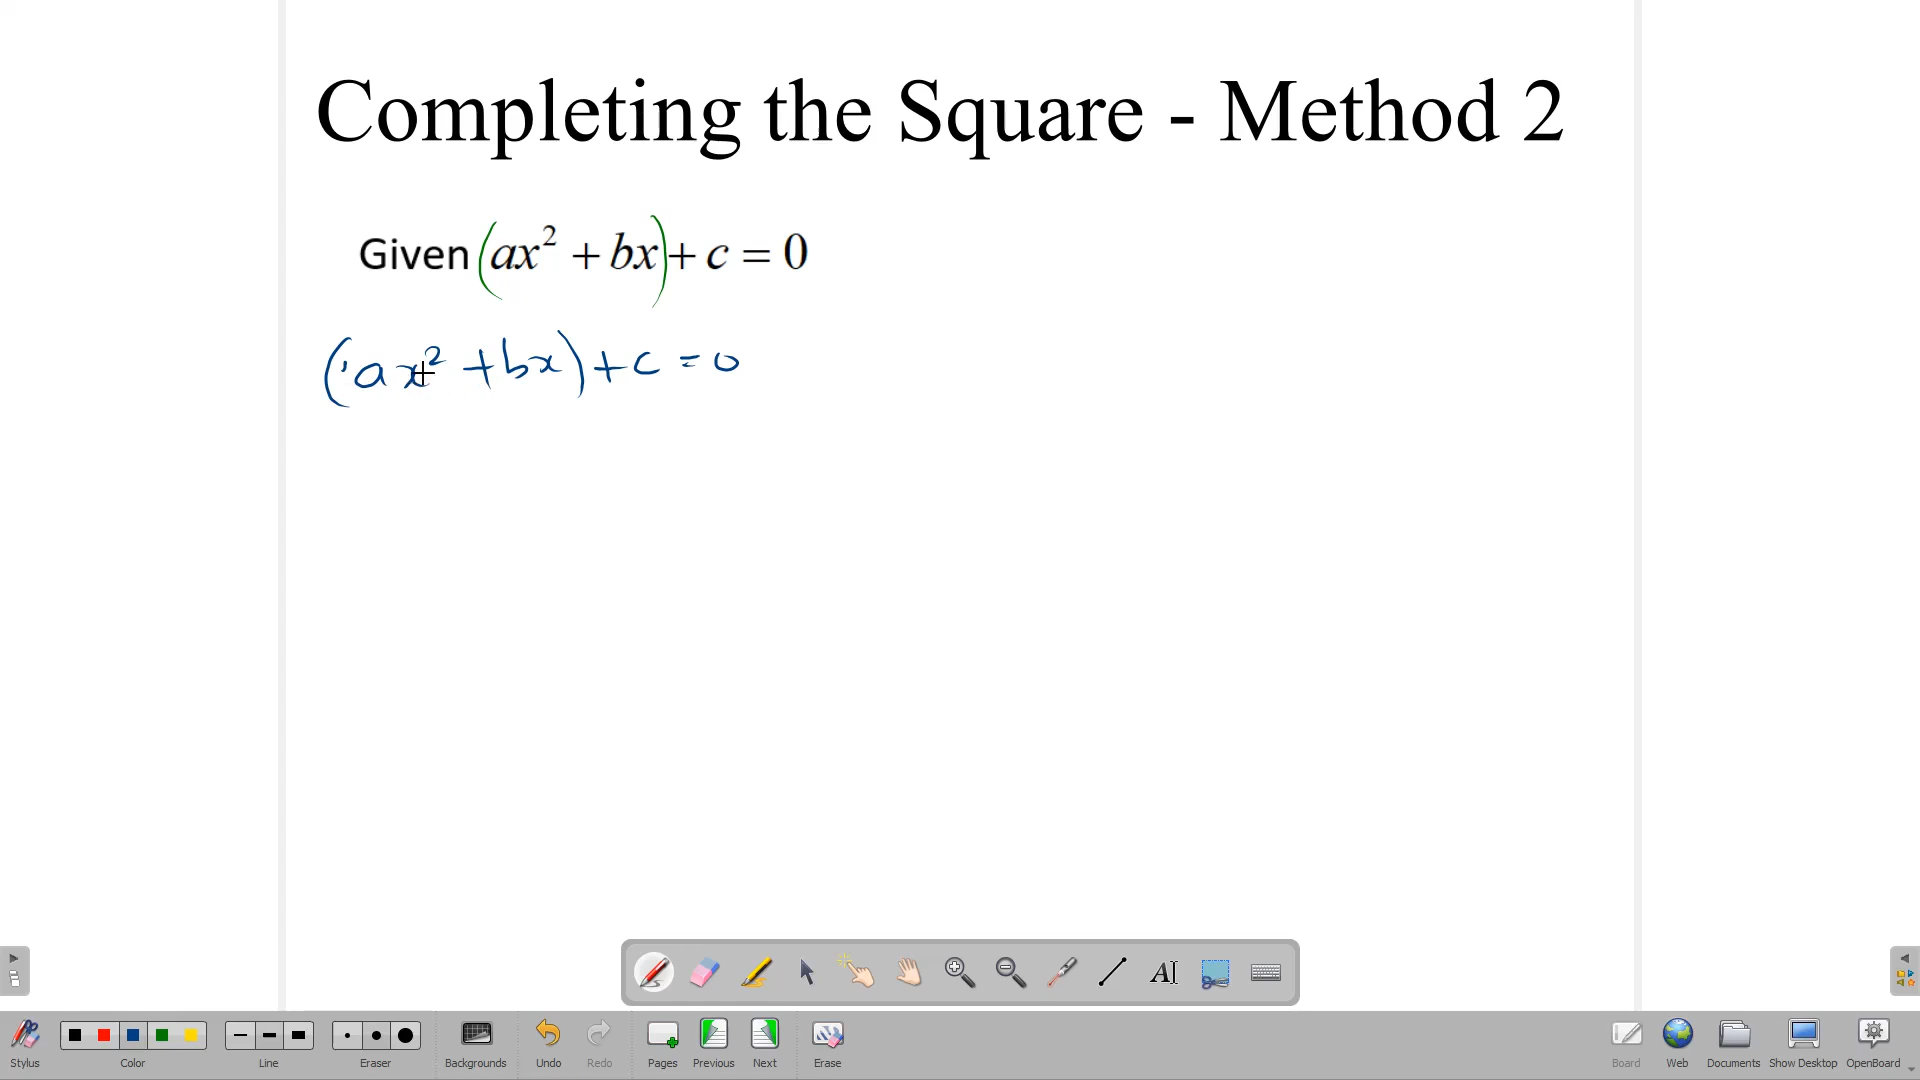 Completing the Square - Method 2
Given (ax² + bx) + c = 0
(ax² + bx) + c = 0
AI
Stylus
Color
Line
Eraser
Backgrounds
Undo
Redo
Pages
Previous
Next
Erase
Board
Web
Documents
Show Desktop
OpenBoard